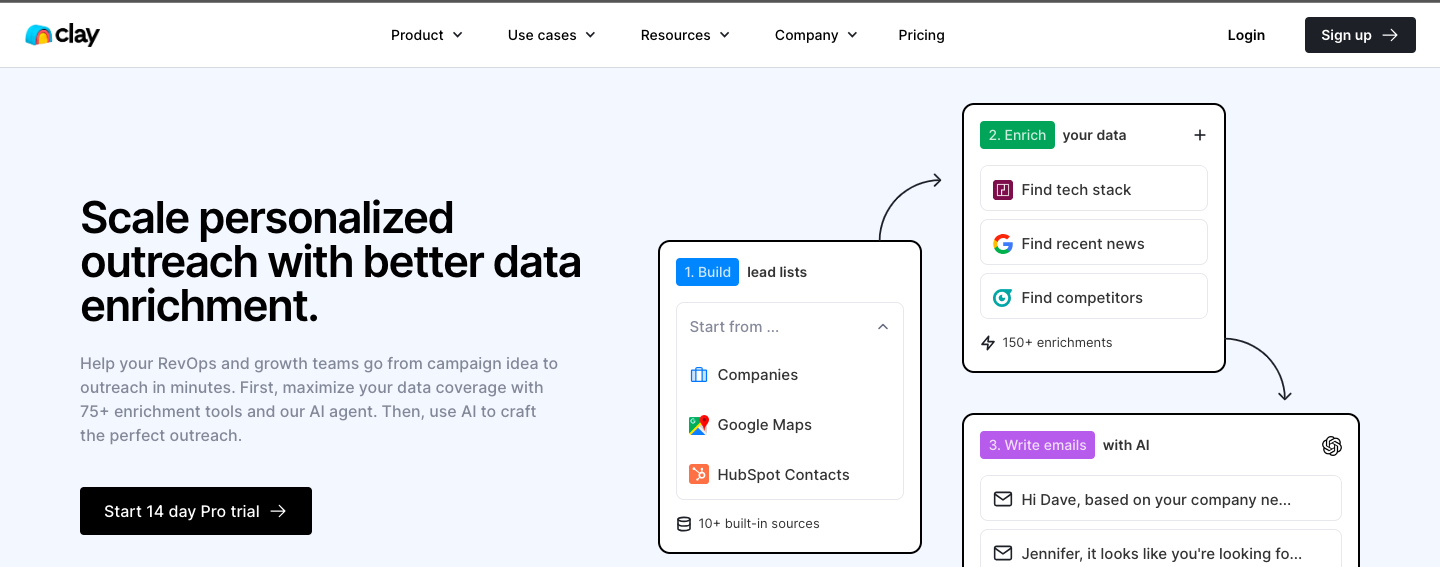 clay
Product
Use cases
Resources
Company
Pricing
Login
Sign up
Scale personalized
outreach with better data
enrichment.
Help your RevOps and growth teams go from campaign idea to
outreach in minutes. First, maximize your data coverage with
75+ enrichment tools and our AI agent. Then, use AI to craft
the perfect outreach.
Start 14 day Pro trial
1. Build lead lists
Start from ...
Companies
Google Maps
HubSpot Contacts
10+ built-in sources
2. Enrich your data
Find tech stack
Find recent news
Find competitors
150+ enrichments
3. Write emails with AI
Hi Dave, based on your company ne...
Jennifer, it looks like you're looking fo...